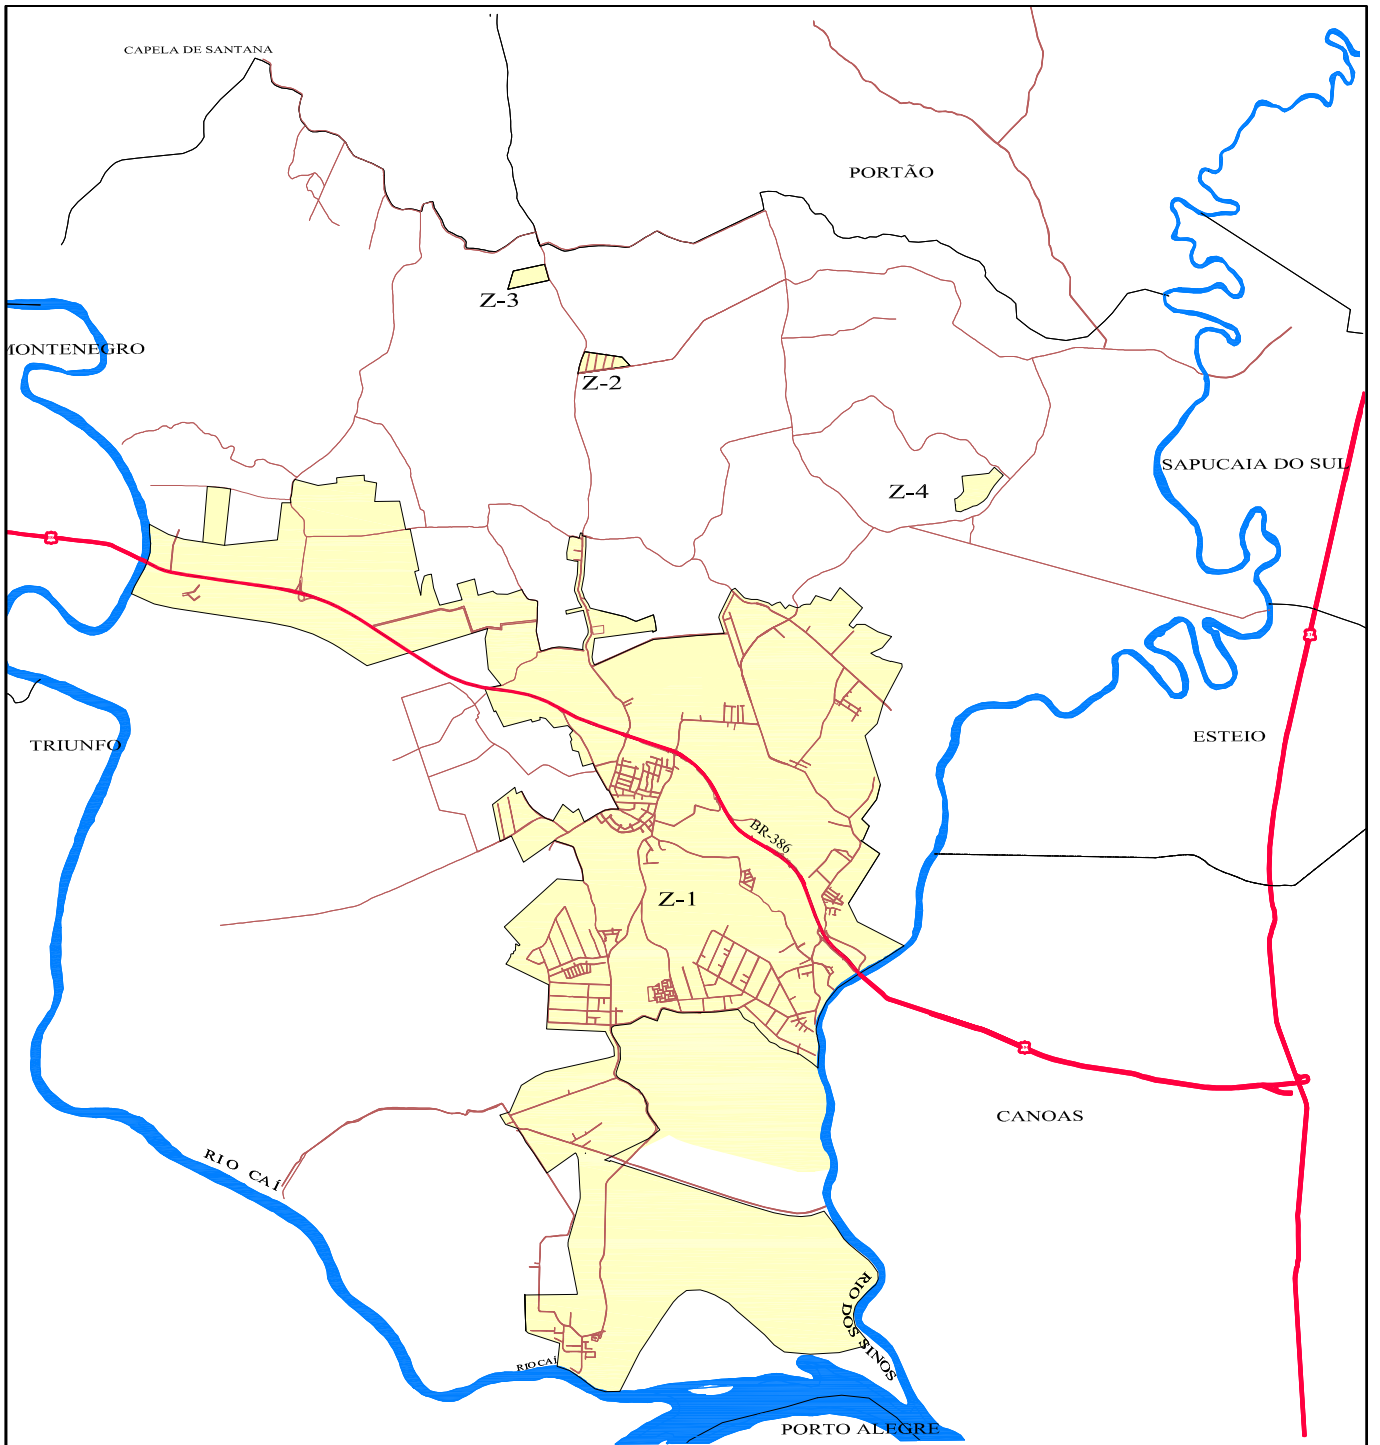 CAPELA DE SANTANA
PORTÃO
Z-3
MONTENEGRO
Z-2
SAPUCAIA DO SUL
Z-4
ESTEIO
TRIUNFO
BR-386
Z-1
CANOAS
RIO CAÍ
RIO DOS SINOS
RIO CAÍ
PORTO ALEGRE